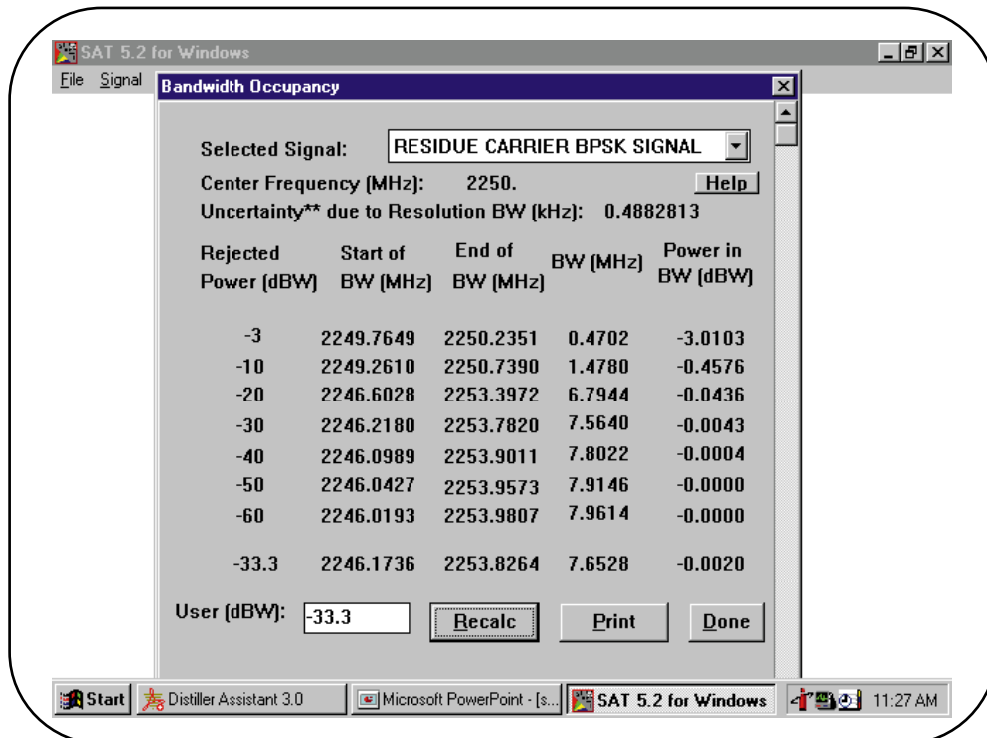 SAT 5.2 for Windows
File Signal
Bandwidth Occupancy
Selected Signal: RESIDUE CARRIER BPSK SIGNAL
Center Frequency (MHz): 2250. Help
Uncertainty** due to Resolution BW (kHz): 0.4882813
Rejected Power (dBW) Start of BW (MHz) End of BW (MHz) BW (MHz) Power in BW (dBW)
-3 2249.7649 2250.2351 0.4702 -3.0103
-10 2249.2610 2250.7390 1.4780 -0.4576
-20 2246.6028 2253.3972 6.7944 -0.0436
-30 2246.2180 2253.7820 7.5640 -0.0043
-40 2246.0989 2253.9011 7.8022 -0.0004
-50 2246.0427 2253.9573 7.9146 -0.0000
-60 2246.0193 2253.9807 7.9614 -0.0000
-33.3 2246.1736 2253.8264 7.6528 -0.0020
User (dBW): -33.3 Recalc Print Done
Start Distiller Assistant 3.0 Microsoft PowerPoint - [s... SAT 5.2 for Windows 11:27 AM